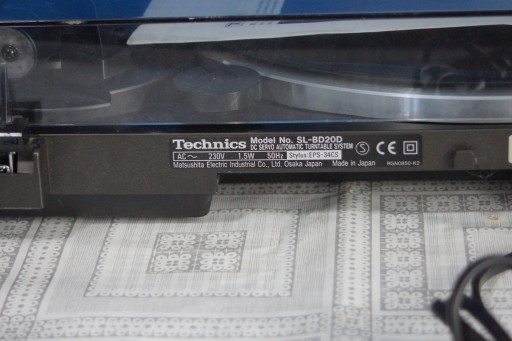 Technics Model No. SL-BD20D
DC SERVO AUTOMATIC TURNTABLE SYSTEM
AC～ 230V 1.5W 50Hz Stylus EPS-34CS
Matsushita Electric Industrial Co., Ltd. Osaka Japan Made in Japan
S CE